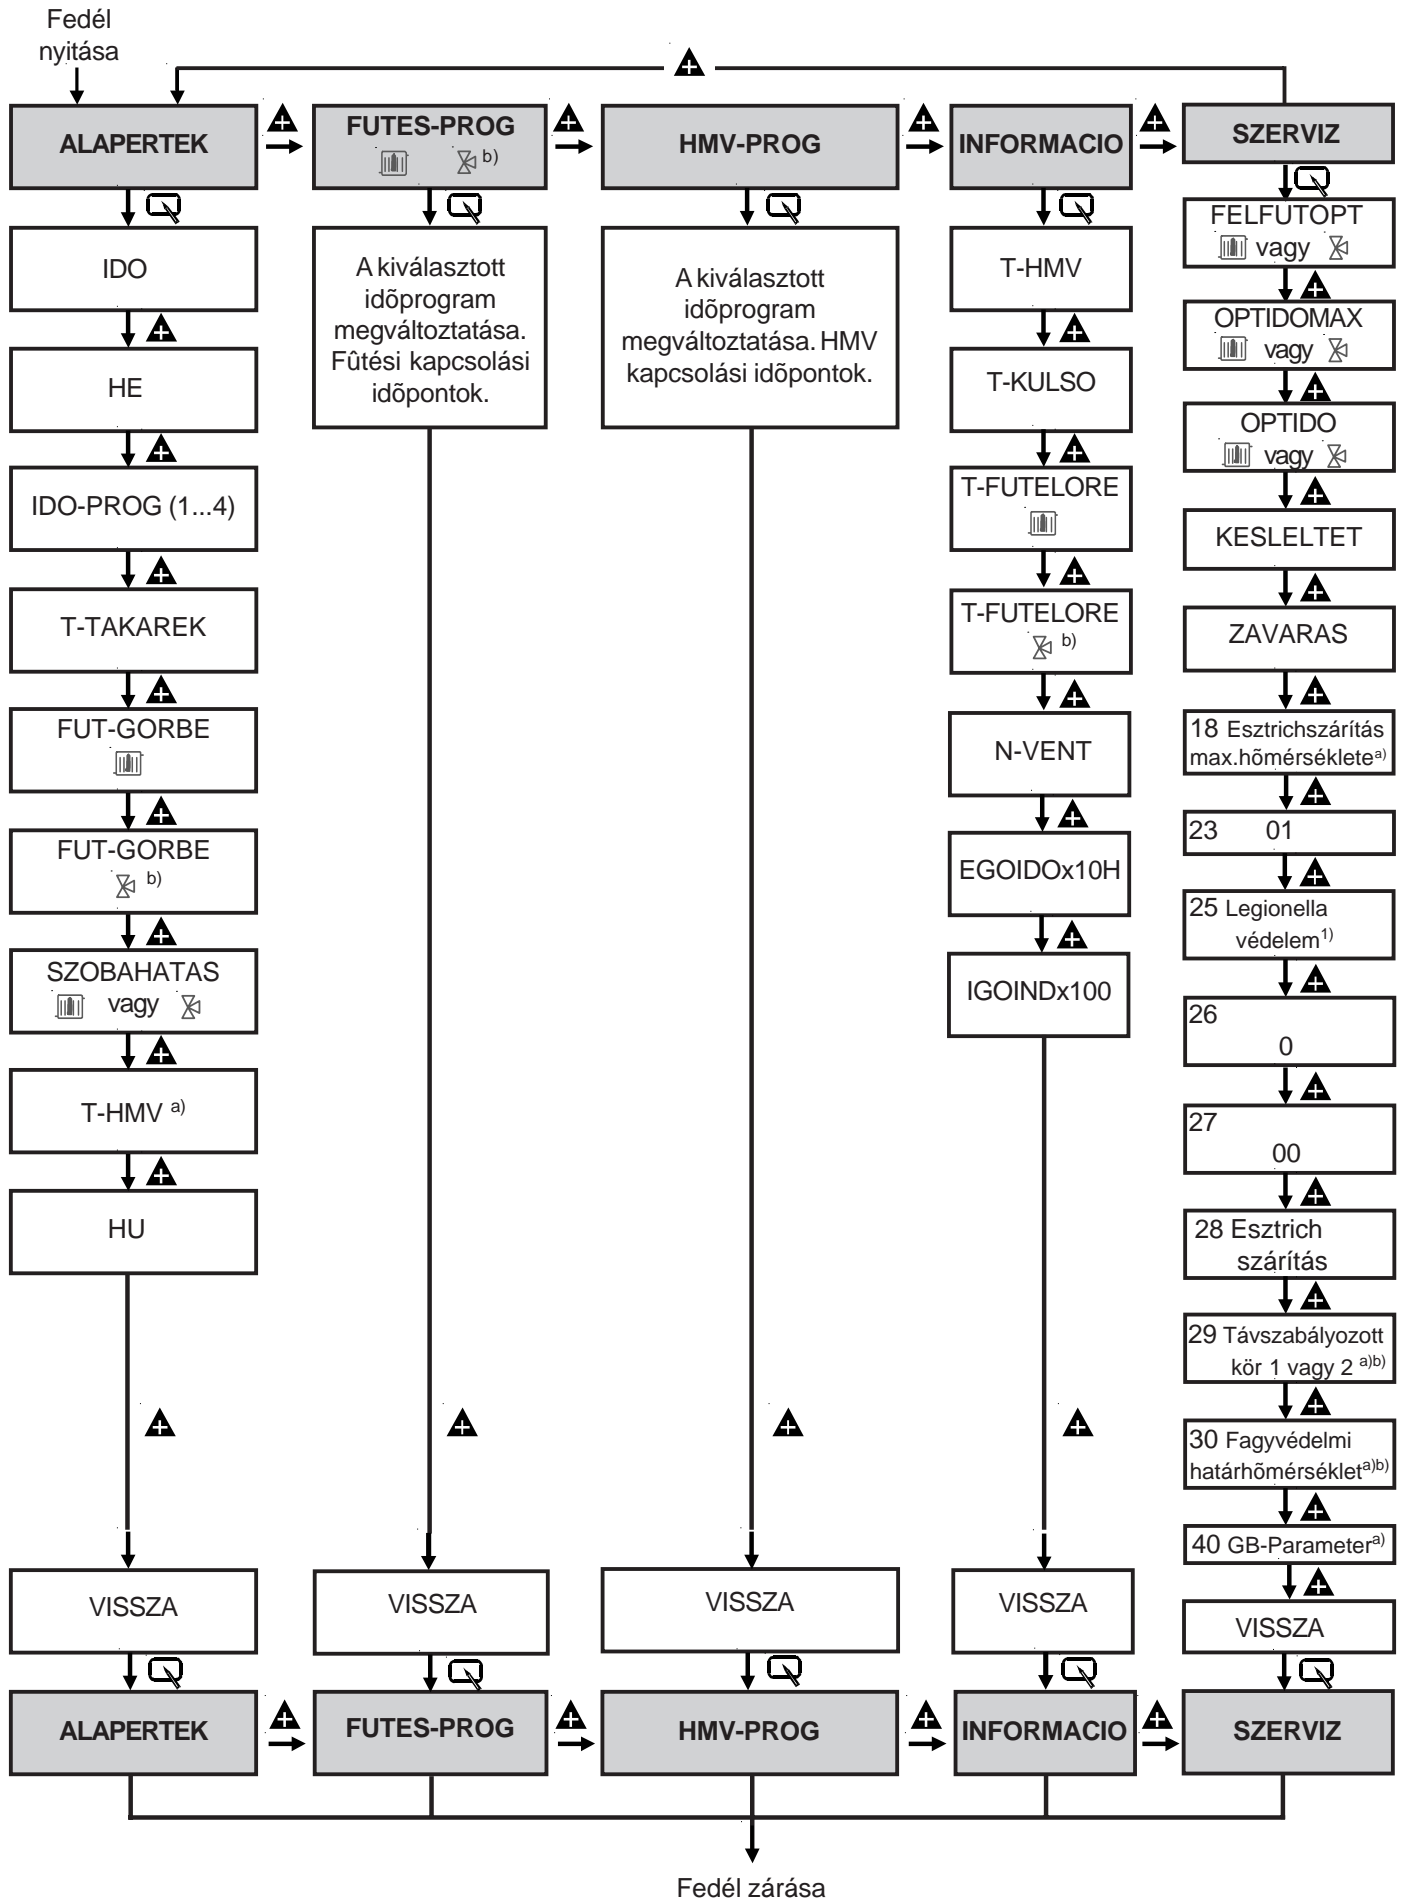 Fedél
nyitása
ALAPERTEK
FUTES-PROG
b)
HMV-PROG
INFORMACIO
SZERVIZ
IDO
HE
IDO-PROG (1...4)
T-TAKAREK
FUT-GORBE
FUT-GORBE
b)
SZOBAHATAS
vagy
T-HMV a)
HU
VISSZA
ALAPERTEK
A kiválasztott
idõprogram
megváltoztatása.
Fûtési kapcsolási
idõpontok.
VISSZA
FUTES-PROG
A kiválasztott
idõprogram
megváltoztatása. HMV
kapcsolási idõpontok.
VISSZA
HMV-PROG
T-HMV
T-KULSO
T-FUTELORE
T-FUTELORE
b)
N-VENT
EGOIDOx10H
IGOINDx100
VISSZA
INFORMACIO
FELFUTOPT
vagy
OPTIDOMAX
vagy
OPTIDO
vagy
KESLELTET
ZAVARAS
18 Esztrichszárítás
max.hõmérséklete a)
23 01
25 Legionella
védelem 1)
26
0
27
00
28 Esztrich
szárítás
29 Távszabályozott
kör 1 vagy 2 a)b)
30 Fagyvédelmi
határhõmérséklet a)b)
40 GB-Parameter a)
VISSZA
SZERVIZ
Fedél zárása